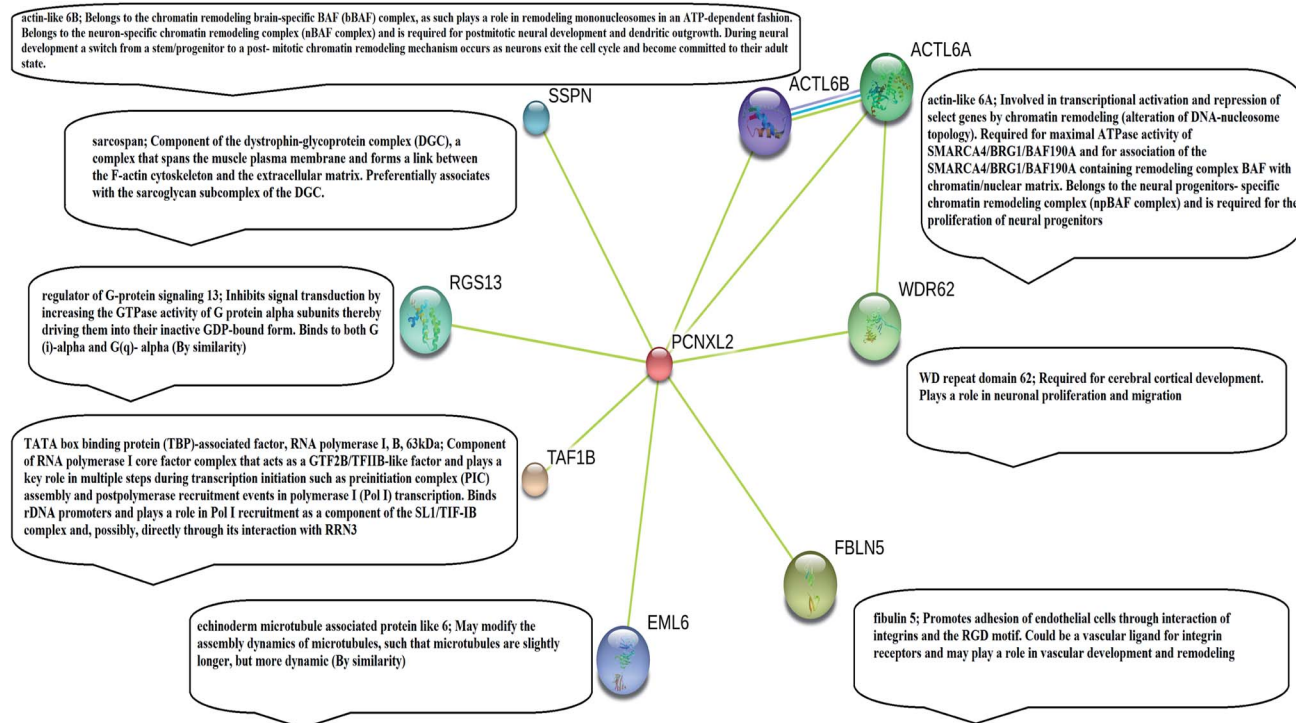 actin-like 6B; Belongs to the chromatin remodeling brain-specific BAF (bBAF) complex, as such plays a role in remodeling mononucleosomes in an ATP-dependent fashion.
Belongs to the neuron-specific chromatin remodeling complex (nBAF complex) and is required for postmitotic neural development and dendritic outgrowth. During
neural development a switch from a stem/progenitor to a post- mitotic chromatin remodeling mechanism occurs as neurons exit the cell cycle and become committed to their adult
state.
ACTL6A
ACTL6B
SSPN
actin-like 6A; Involved in transcriptional activation and repression of
select genes by chromatin remodeling (alteration of DNA-nucleosome
topology). Required for maximal ATPase activity of
SMARCA4/BRG1/BAF190A and for association of the
SMARCA4/BRG1/BAF190A containing remodeling complex BAF with
chromatin/nuclear matrix. Belongs to the neural progenitors- specific
chromatin remodeling complex (npBAF complex) and is required for the
proliferation of neural progenitors
sarcospan; Component of the dystrophin-glycoprotein complex (DGC), a
complex that spans the muscle plasma membrane and forms a link between
the F-actin cytoskeleton and the extracellular matrix. Preferentially associates
with the sarcoglycan subcomplex of the DGC.
RGS13
WDR62
regulator of G-protein signaling 13; Inhibits signal transduction by
increasing the GTPase activity of G protein alpha subunits thereby
driving them into their inactive GDP-bound form. Binds to both G
(i)-alpha and G(q)- alpha (By similarity)
PCNXL2
WD repeat domain 62; Required for cerebral cortical development.
Plays a role in neuronal proliferation and migration
TATA box binding protein (TBP)-associated factor, RNA polymerase I, B, 63kDa; Component
of RNA polymerase I core factor complex that acts as a GTF2B/TFIIB-like factor and plays a
key role in multiple steps during transcription initiation such as preinitiation complex (PIC)
assembly and postpolymerase recruitment events in polymerase I (Pol I) transcription. Binds
rDNA promoters and plays a role in Pol I recruitment as a component of the SL1/TIF-IB
complex and, possibly, directly through its interaction with RRN3
TAF1B
FBLN5
echinoderm microtubule associated protein like 6; May modify the
assembly dynamics of microtubules, such that microtubules are slightly
longer, but more dynamic (By similarity)
EML6
fibulin 5; Promotes adhesion of endothelial cells through interaction of
integrins and the RGD motif. Could be a vascular ligand for integrin
receptors and may play a role in vascular development and remodeling